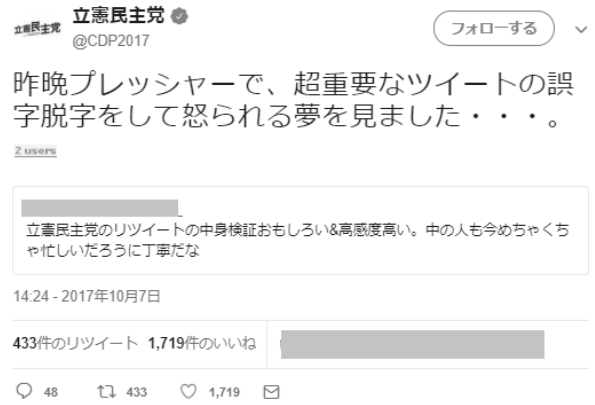 立憲民主党
立憲民主党
@CDP2017
フォローする
昨晩プレッシャーで、超重要なツイートの誤
字脱字をして怒られる夢を見ました・・・。
2 users
立憲民主党のリツイートの中身検証おもしろい&高感度高い。中の人も今めちゃくち
ゃ忙しいだろうに丁寧だな
14:24 - 2017年10月7日
433件のリツイート 1,719件のいいね
48 433 1,719